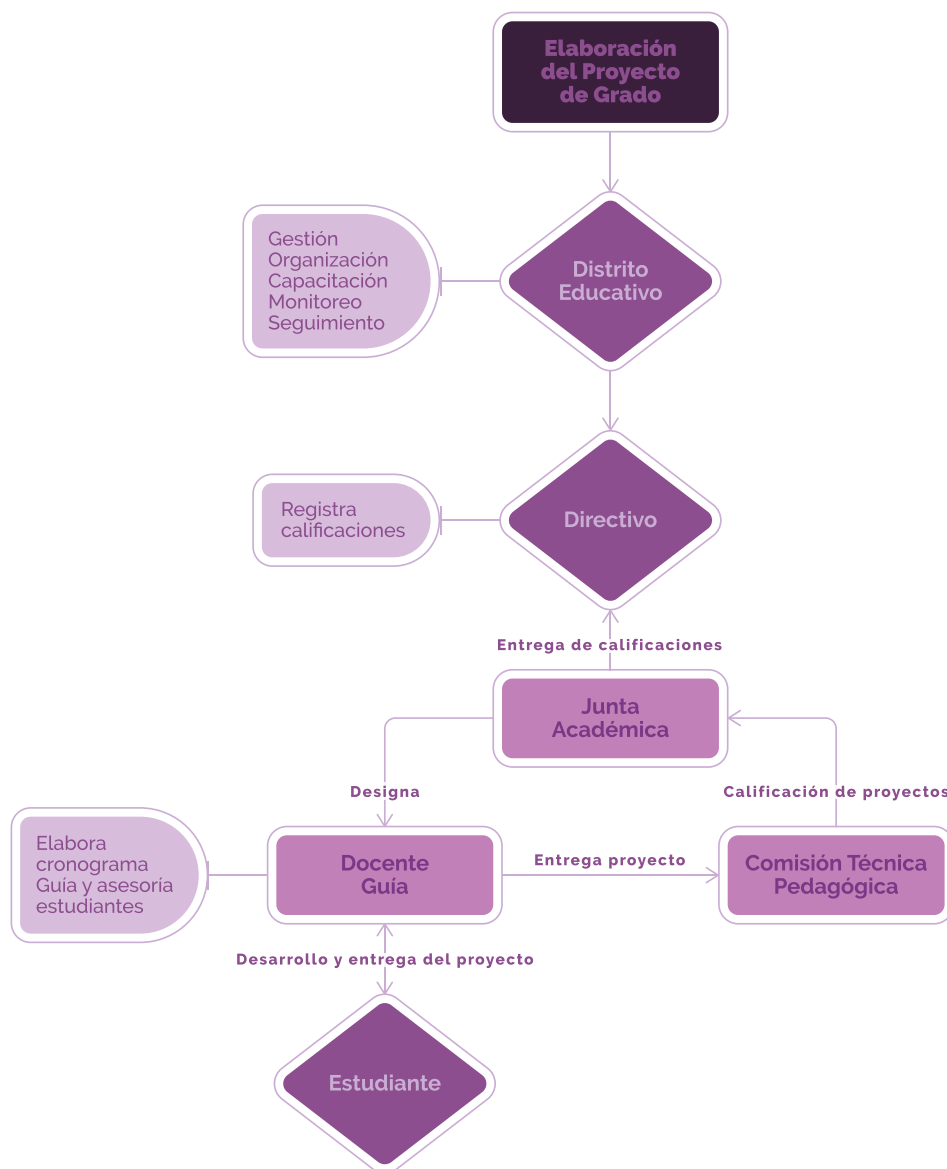 Elaboración
del Proyecto
de Grado
Gestión
Organización
Capacitación
Monitoreo
Seguimiento
Distrito
Educativo
Registra
calificaciones
Directivo
Entrega de calificaciones
Junta
Académica
Designa
Calificación de proyectos
Elabora
cronograma
Guía y asesoría
estudiantes
Docente
Guía
Entrega proyecto
Comisión Técnica
Pedagógica
Desarrollo y entrega del proyecto
Estudiante